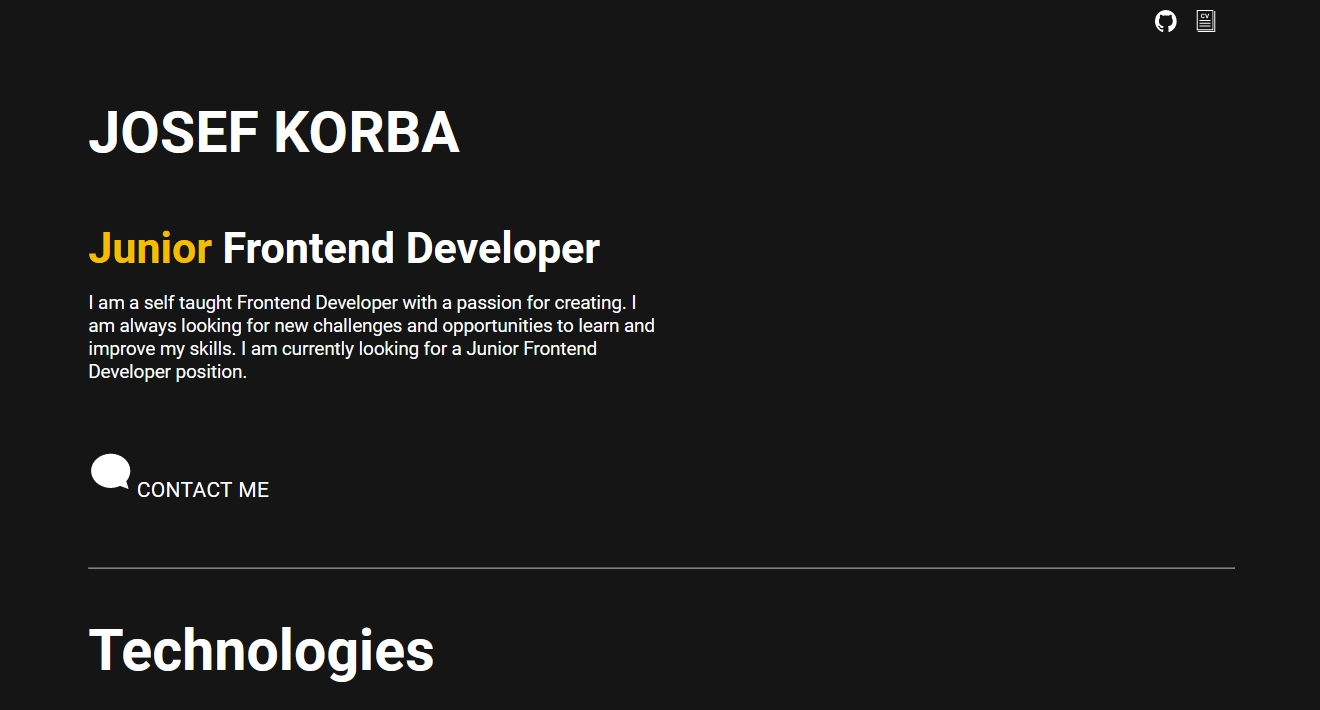 CV
JOSEF KORBA
Junior Frontend Developer
I am a self taught Frontend Developer with a passion for creating. I
am always looking for new challenges and opportunities to learn and
improve my skills. I am currently looking for a Junior Frontend
Developer position.
CONTACT ME
Technologies